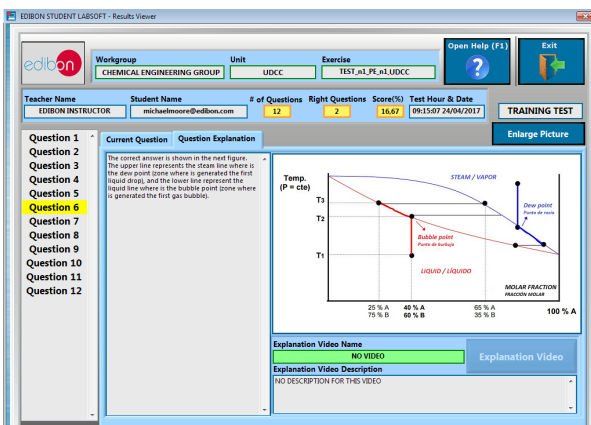 EDIBON STUDENT LABSOFT - Results Viewer
edibon
Workgroup
CHEMICAL ENGINEERING GROUP
Unit
UDCC
Exercise
TEST_n1_PE_n1_UDCC
Open Help (F1)
?
Exit
Teacher Name
EDIBON INSTRUCTOR
Student Name
michaelmoore@edibon.com
# of Questions
12
Right Questions
2
Score(%)
16,67
Test Hour & Date
09:15:07 24/04/2017
TRAINING TEST
Enlarge Picture
Question 1
Question 2
Question 3
Question 4
Question 5
Question 6
Question 7
Question 8
Question 9
Question 10
Question 11
Question 12
Current Question
Question Explanation
The correct answer is shown in the next figure.
The upper line represents the steam line where is
the dew point (zone where is generated the first
liquid drop), and the lower line represent the
liquid line where is the bubble point (zone where
is generated the first gas bubble).
Temp.
(P = cte)
T3
T2
T1
STEAM / VAPOR
Dew point
Punto de rocío
Bubble point
Punto de burbuja
LIQUID / LÍQUIDO
MOLAR FRACTION
FRACCIÓN MOLAR
25 % A
75 % B
40 % A
60 % B
65 % A
35 % B
100 % A
Explanation Video Name
NO VIDEO
Explanation Video
Explanation Video Description
NO DESCRIPTION FOR THIS VIDEO